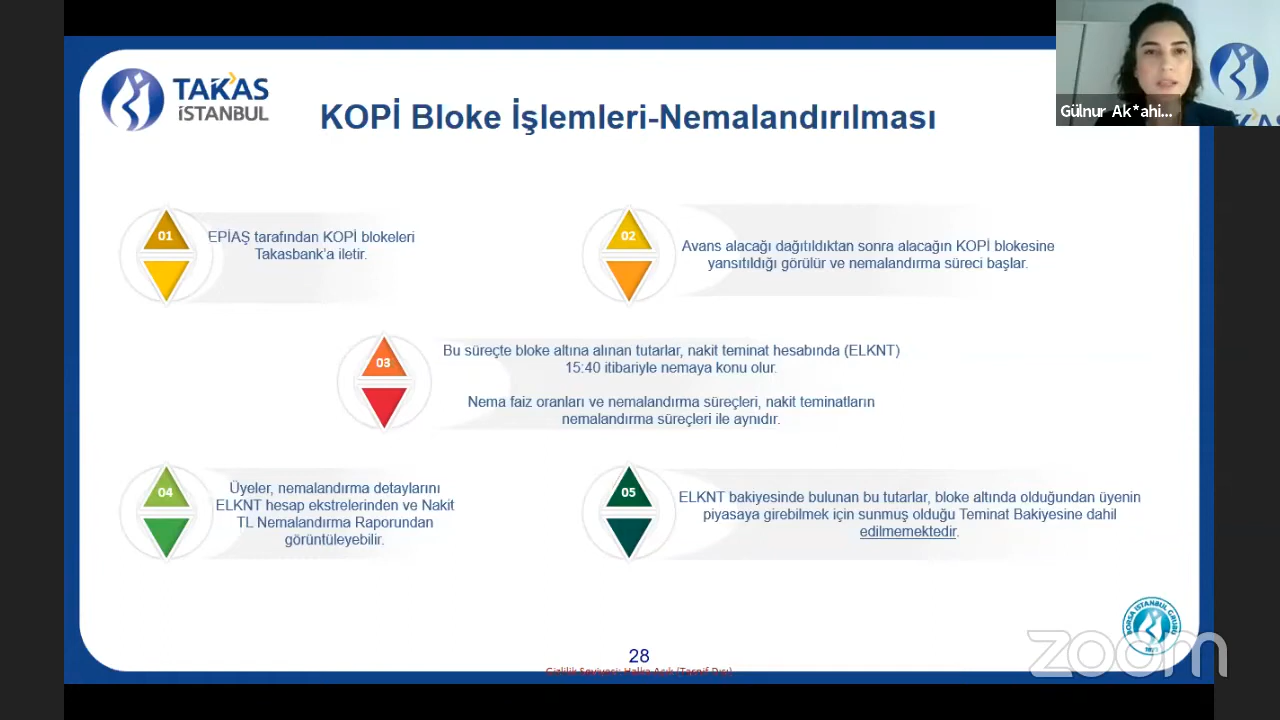 TAKAS
İSTANBUL
KOPİ Bloke İşlemleri-Nemalandırılması
Gülnur Ak*ahi...
01
EPİAŞ tarafından KOPİ blokeleri
Takasbank'a iletir.
02
Avans alacağı dağıtıldıktan sonra alacağın KOPİ blokesine
yansıtıldığı görülür ve nemalandırma süreci başlar.
03
Bu süreçte bloke altına alınan tutarlar, nakit teminat hesabında (ELKNT)
15:40 itibariyle nemaya konu olur.
Nema faiz oranları ve nemalandırma süreçleri, nakit teminatların
nemalandırma süreçleri ile aynıdır.
04
Üyeler, nemalandırma detaylarını
ELKNT hesap ekstrelerinden ve Nakit
TL Nemalandırma Raporundan
görüntüleyebilir.
05
ELKNT bakiyesinde bulunan bu tutarlar, bloke altında olduğundan üyenin
piyasaya girebilmek için sunmuş olduğu Teminat Bakiyesine dahil
edilmemektedir.
BORSA İSTANBUL GRUBU
28
Gizlilik Seviyesi: Halka Açık (Tasnif Dışı)
zoom